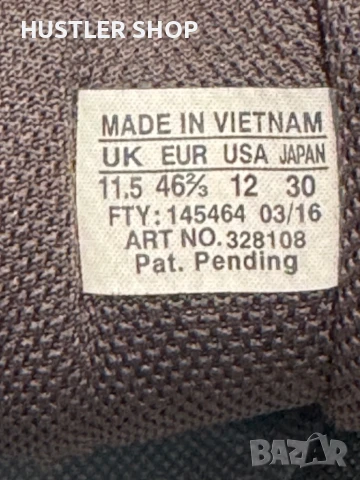 HUSTLER SHOP
MADE IN VIETNAM
UK EUR USA JAPAN
11.5 46⅔ 12 30
FTY: 145464 03/16
ART NO. 328108
Pat. Pending
BAZAR